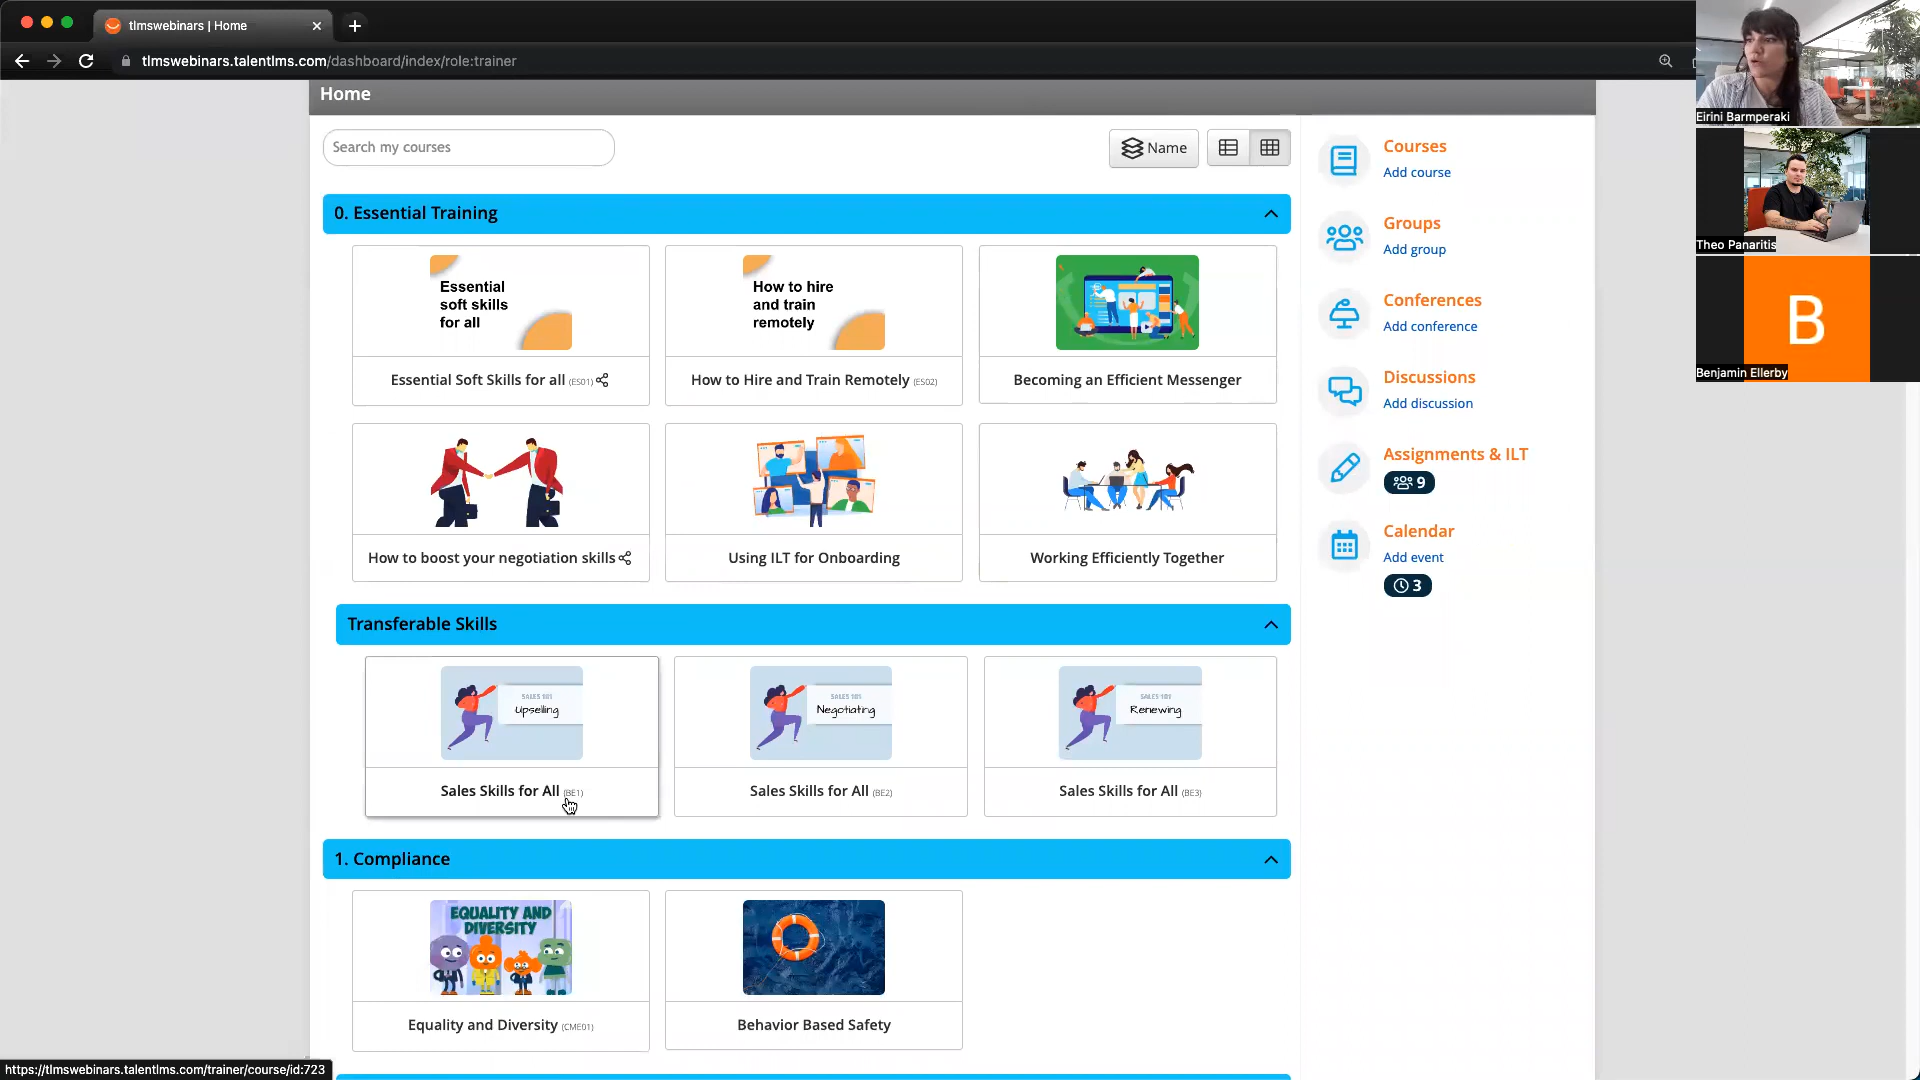 tlmswebinars | Home
tlmswebinars.talentlms.com/dashboard/index/role:trainer
Home
Search my courses
Name
0. Essential Training
Essential
soft skills
for all
How to hire
and train
remotely
Essential Soft Skills for all (ES01)
How to Hire and Train Remotely (ES02)
Becoming an Efficient Messenger
How to boost your negotiation skills
Using ILT for Onboarding
Working Efficiently Together
Transferable Skills
SALES 101
Upselling
SALES 101
Negotiating
SALES 101
Renewing
Sales Skills for All (BE1)
Sales Skills for All (BE2)
Sales Skills for All (BE3)
1. Compliance
EQUALITY AND
DIVERSITY
Equality and Diversity (CME01)
Behavior Based Safety
Courses
Add course
Groups
Add group
Conferences
Add conference
Discussions
Add discussion
Assignments & ILT
9
Calendar
Add event
3
Eirini Barmperaki
Theo Panaritis
B
Benjamin Ellerby
https://tlmswebinars.talentlms.com/trainer/course/id:723